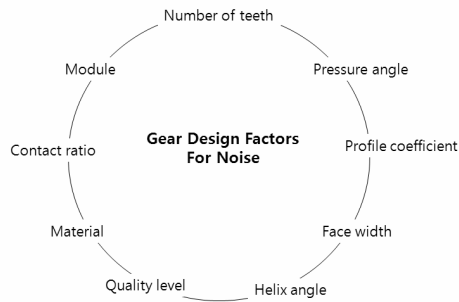 Number of teeth
Module
Pressure angle
Gear Design Factors
For Noise
Contact ratio
Profile coefficient
Material
Face width
Quality level
Helix angle